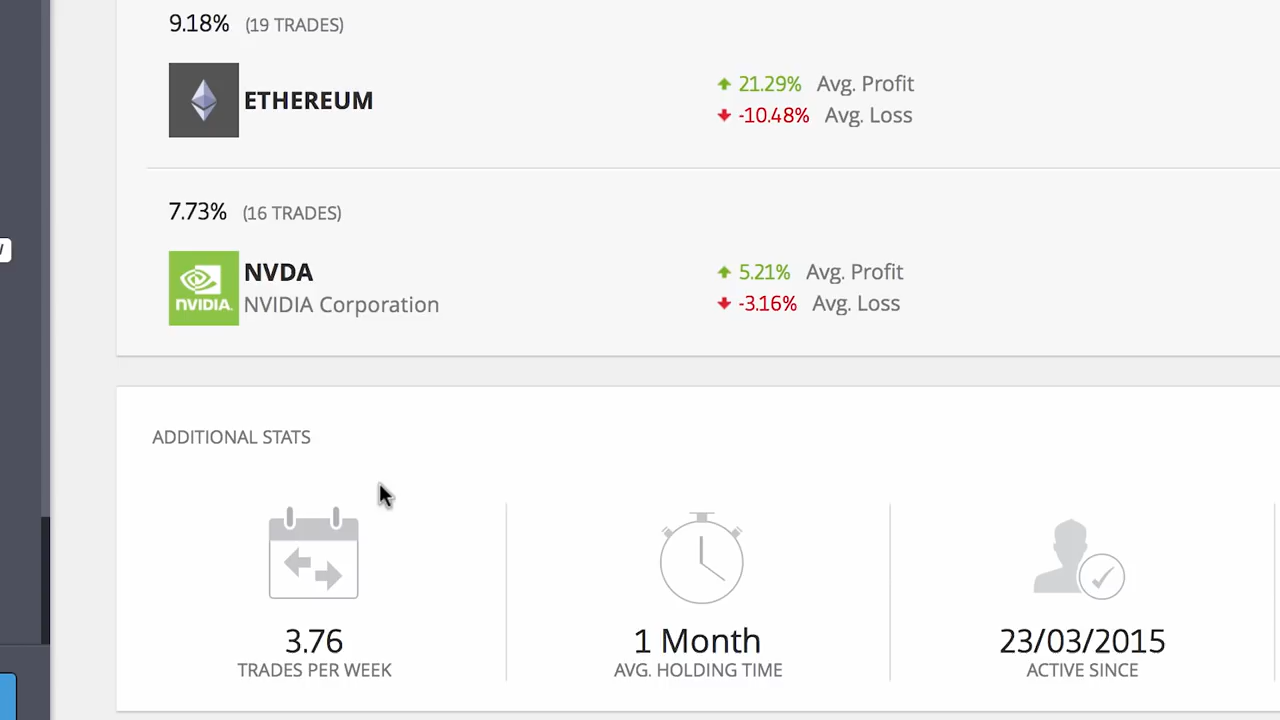 9.18% (19 TRADES)
ETHEREUM
21.29% Avg. Profit
-10.48% Avg. Loss
7.73% (16 TRADES)
NVIDIA
NVDA
NVIDIA Corporation
5.21% Avg. Profit
-3.16% Avg. Loss
ADDITIONAL STATS
3.76
TRADES PER WEEK
1 Month
AVG. HOLDING TIME
23/03/2015
ACTIVE SINCE